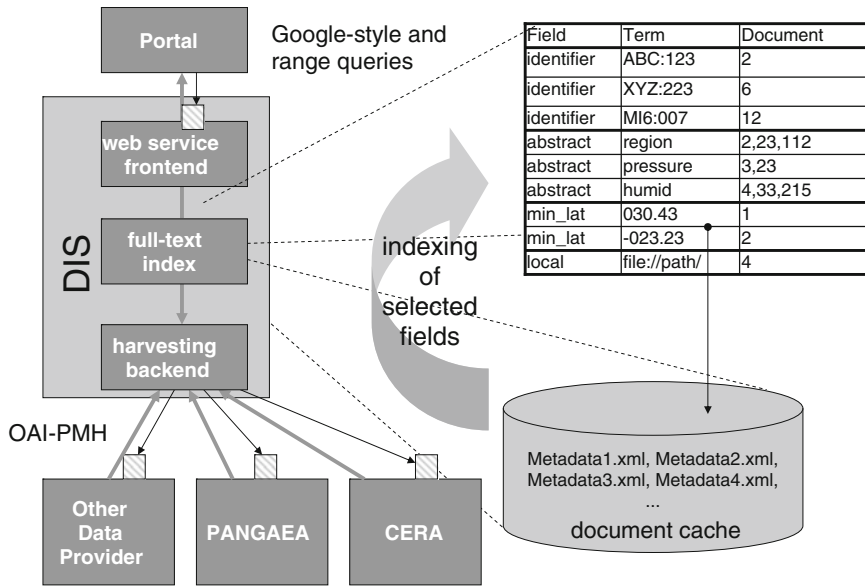 Portal
Google-style and
range queries
DIS
web service
frontend
full-text
index
harvesting
backend
OAI-PMH
Other
Data
Provider
PANGAEA
CERA
indexing
of
selected
fields
Field Term Document
identifier ABC:123 2
identifier XYZ:223 6
identifier MI6:007 12
abstract region 2,23,112
abstract pressure 3,23
abstract humid 4,33,215
min_lat 030.43 1
min_lat -023.23 2
local file://path/ 4
Metadata1.xml, Metadata2.xml,
Metadata3.xml, Metadata4.xml,
...
document cache